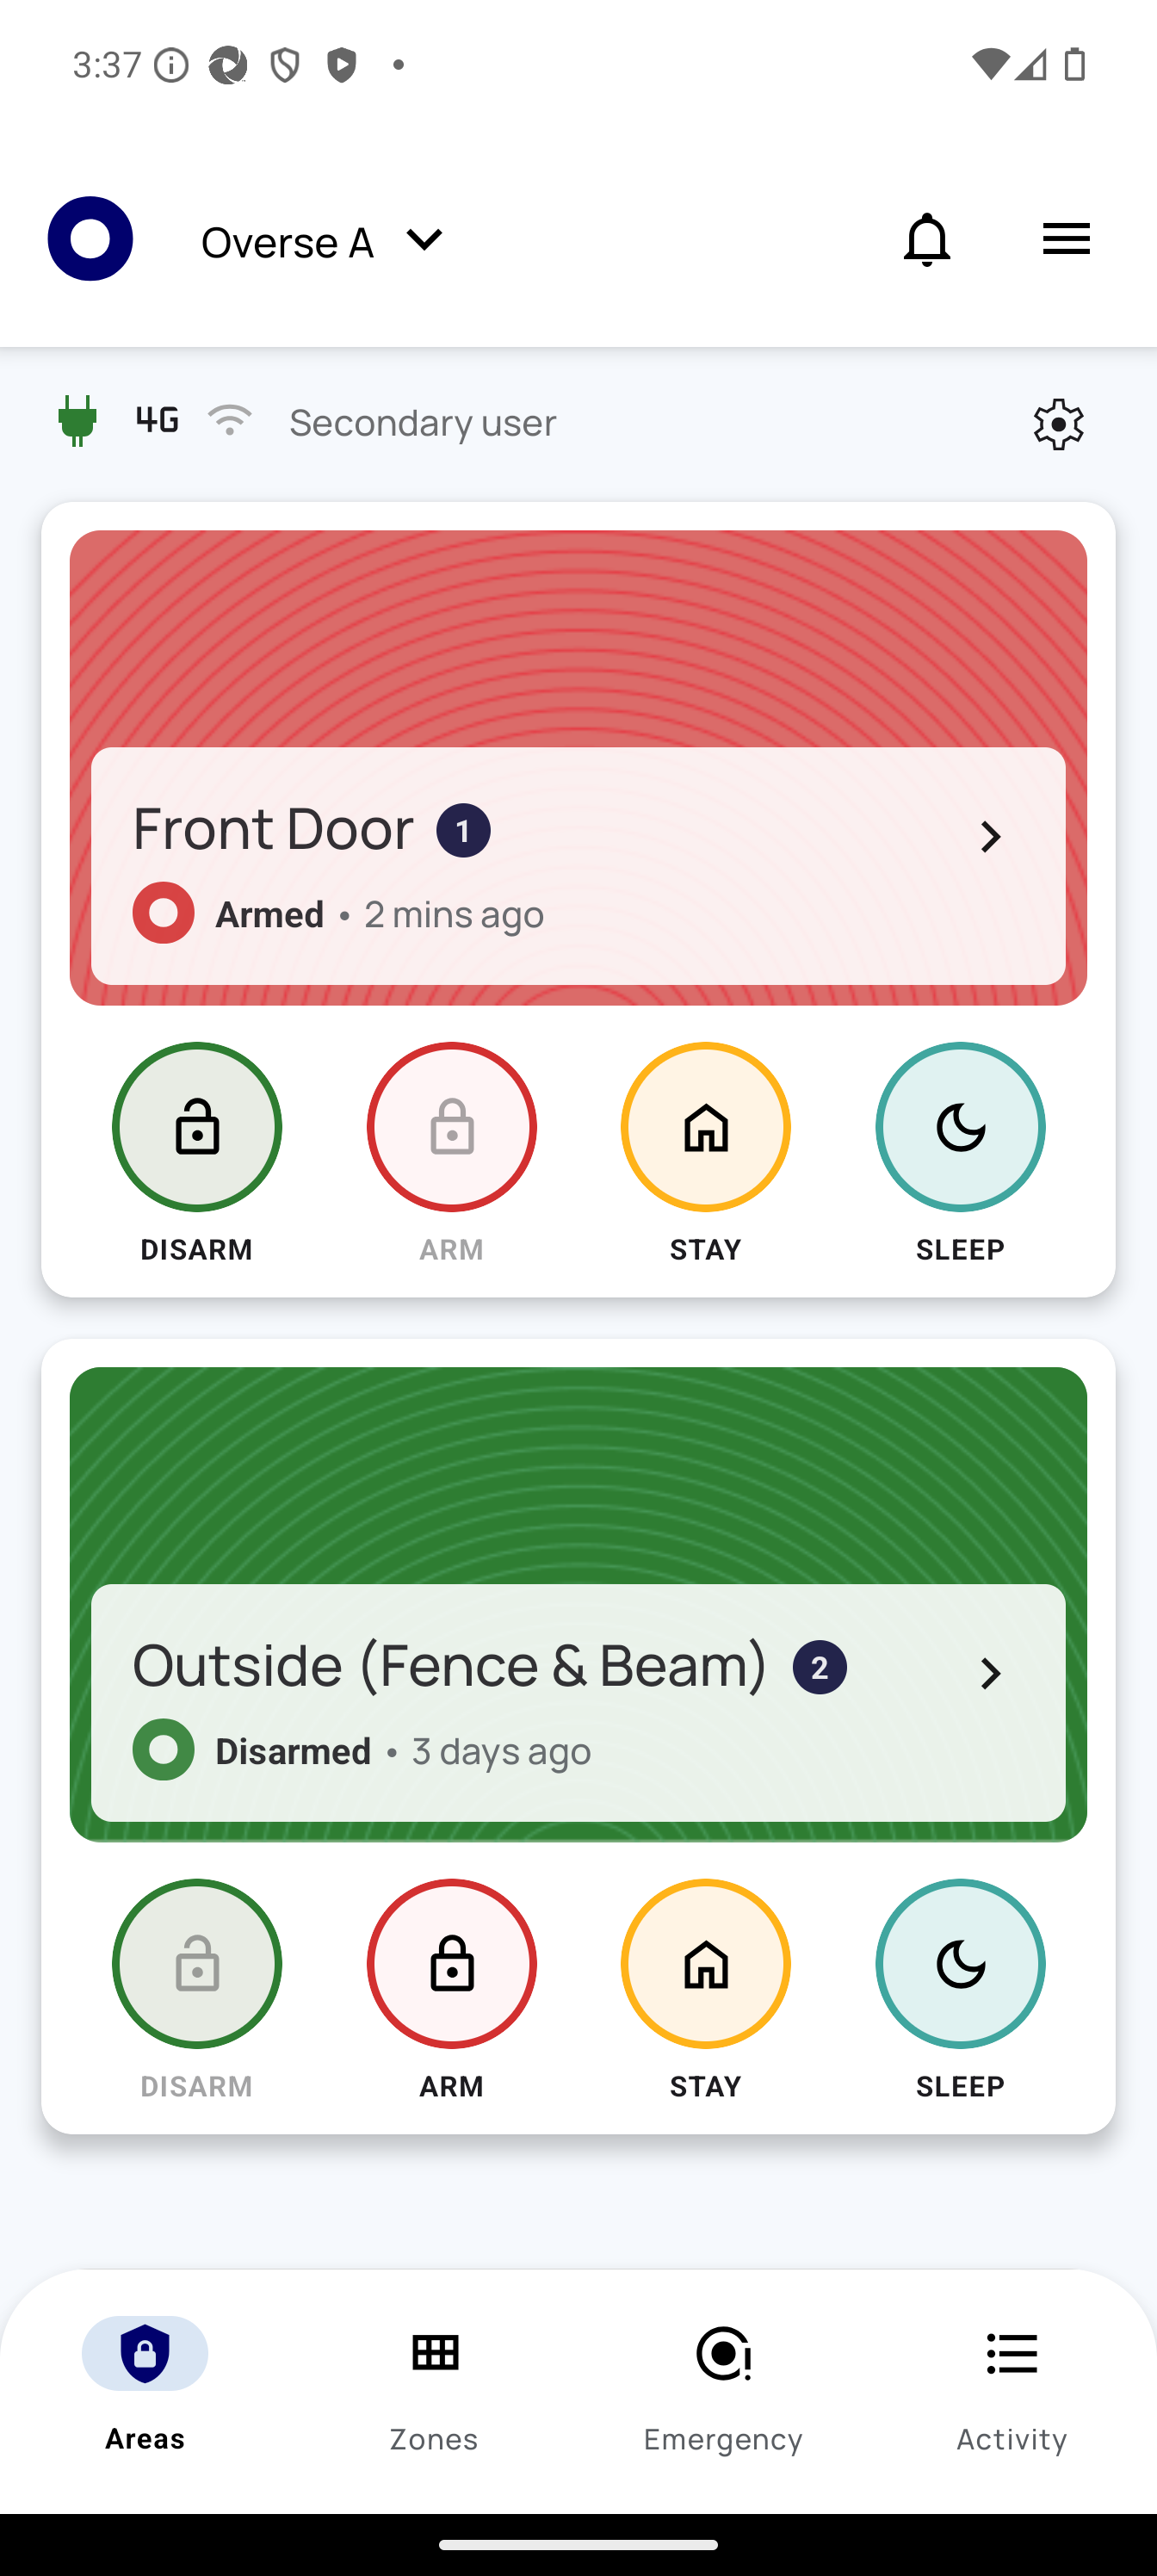 3:37
Overse A
4G Secondary user
Front Door 1
Armed • 2 mins ago
DISARM ARM STAY SLEEP
Outside (Fence & Beam) 2
Disarmed • 3 days ago
DISARM ARM STAY SLEEP
Areas Zones Emergency Activity